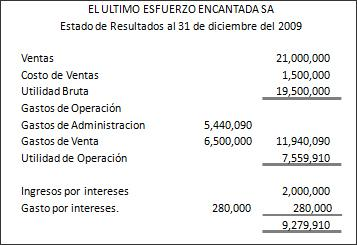 EL ULTIMO ESFUERZO ENCANTADA SA
Estado de Resultados al 31 de diciembre del 2009
Ventas 21,000,000
Costo de Ventas 1,500,000
Utilidad Bruta 19,500,000
Gastos de Operación
Gastos de Administracion 5,440,090
Gastos de Venta 6,500,000 11,940,090
Utilidad de Operación 7,559,910
Ingresos por intereses 2,000,000
Gasto por intereses. 280,000 280,000
9,279,910